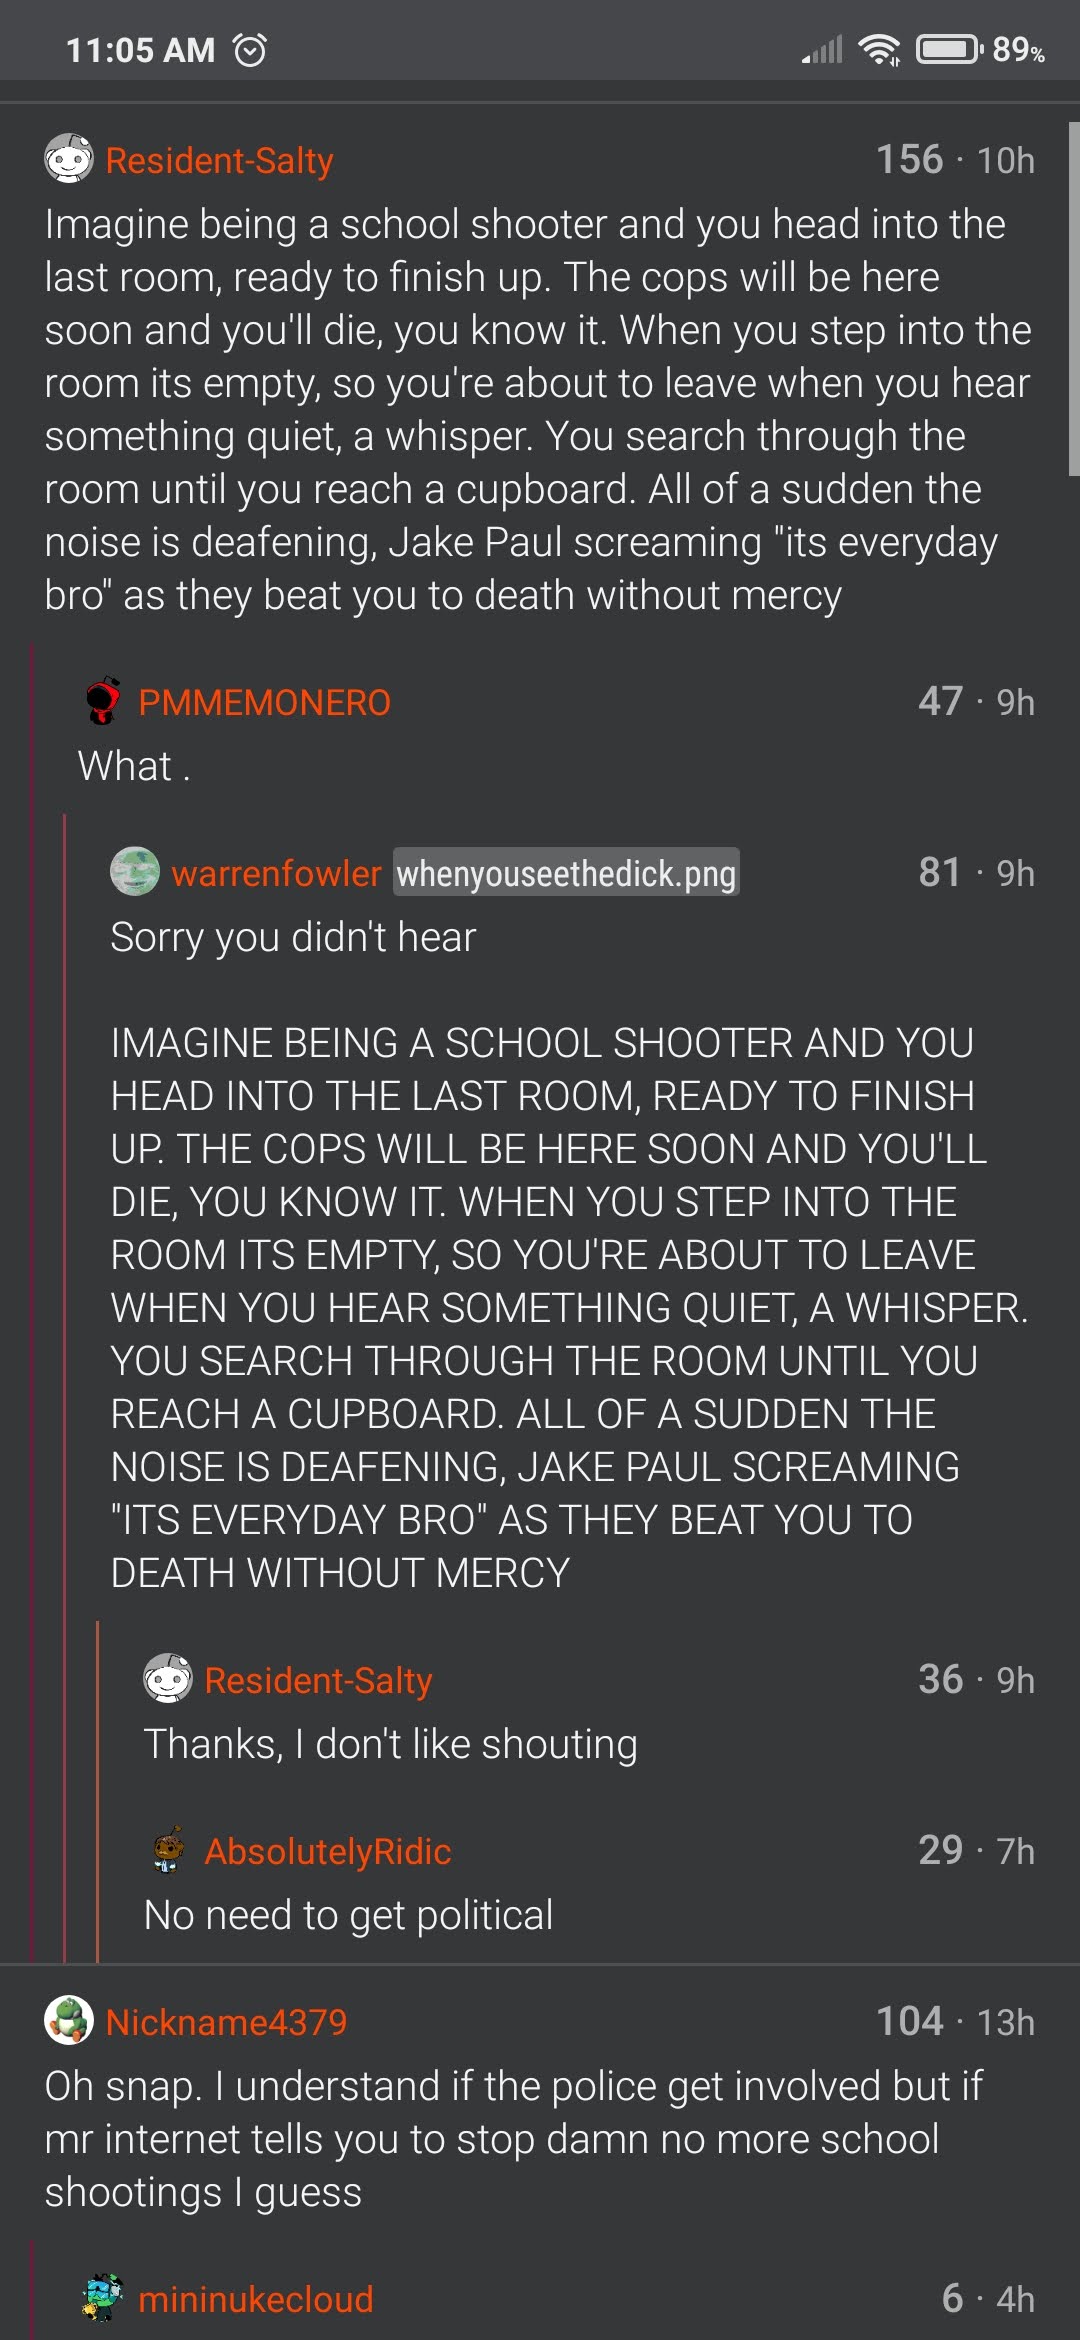 11:05 AM 89%
Resident-Salty 156 · 10h
Imagine being a school shooter and you head into the
last room, ready to finish up. The cops will be here
soon and you'll die, you know it. When you step into the
room its empty, so you're about to leave when you hear
something quiet, a whisper. You search through the
room until you reach a cupboard. All of a sudden the
noise is deafening, Jake Paul screaming "its everyday
bro" as they beat you to death without mercy
PMMEMONERO 47 · 9h
What .
warrenfowler whenyouseethedick.png 81 · 9h
Sorry you didn't hear
IMAGINE BEING A SCHOOL SHOOTER AND YOU
HEAD INTO THE LAST ROOM, READY TO FINISH
UP. THE COPS WILL BE HERE SOON AND YOU'LL
DIE, YOU KNOW IT. WHEN YOU STEP INTO THE
ROOM ITS EMPTY, SO YOU'RE ABOUT TO LEAVE
WHEN YOU HEAR SOMETHING QUIET, A WHISPER.
YOU SEARCH THROUGH THE ROOM UNTIL YOU
REACH A CUPBOARD. ALL OF A SUDDEN THE
NOISE IS DEAFENING, JAKE PAUL SCREAMING
"ITS EVERYDAY BRO" AS THEY BEAT YOU TO
DEATH WITHOUT MERCY
Resident-Salty 36 · 9h
Thanks, I don't like shouting
AbsolutelyRidic 29 · 7h
No need to get political
Nickname4379 104 · 13h
Oh snap. I understand if the police get involved but if
mr internet tells you to stop damn no more school
shootings I guess
mininukecloud 6 · 4h